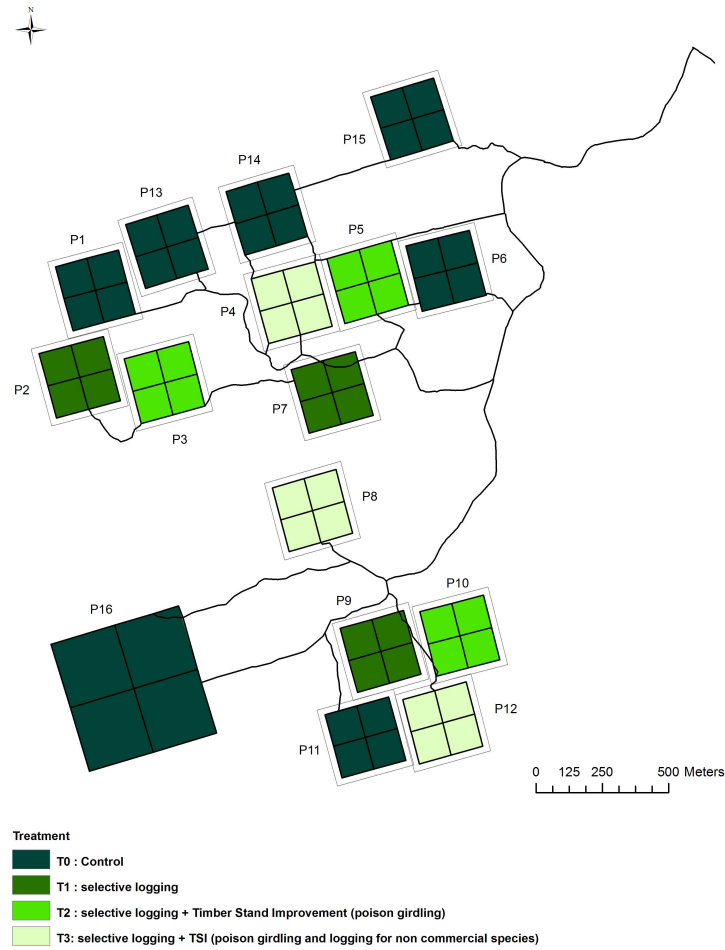 N
P15
P14
P13
P5
P1
P6
P4
P2
P7
P3
P8
P10
P9
P16
P12
P11
0 125 250 500 Meters
Treatment
T0 : Control
T1 : selective logging
T2 : selective logging + Timber Stand Improvement (poison girdling)
T3: selective logging + TSI (poison girdling and logging for non commercial species)